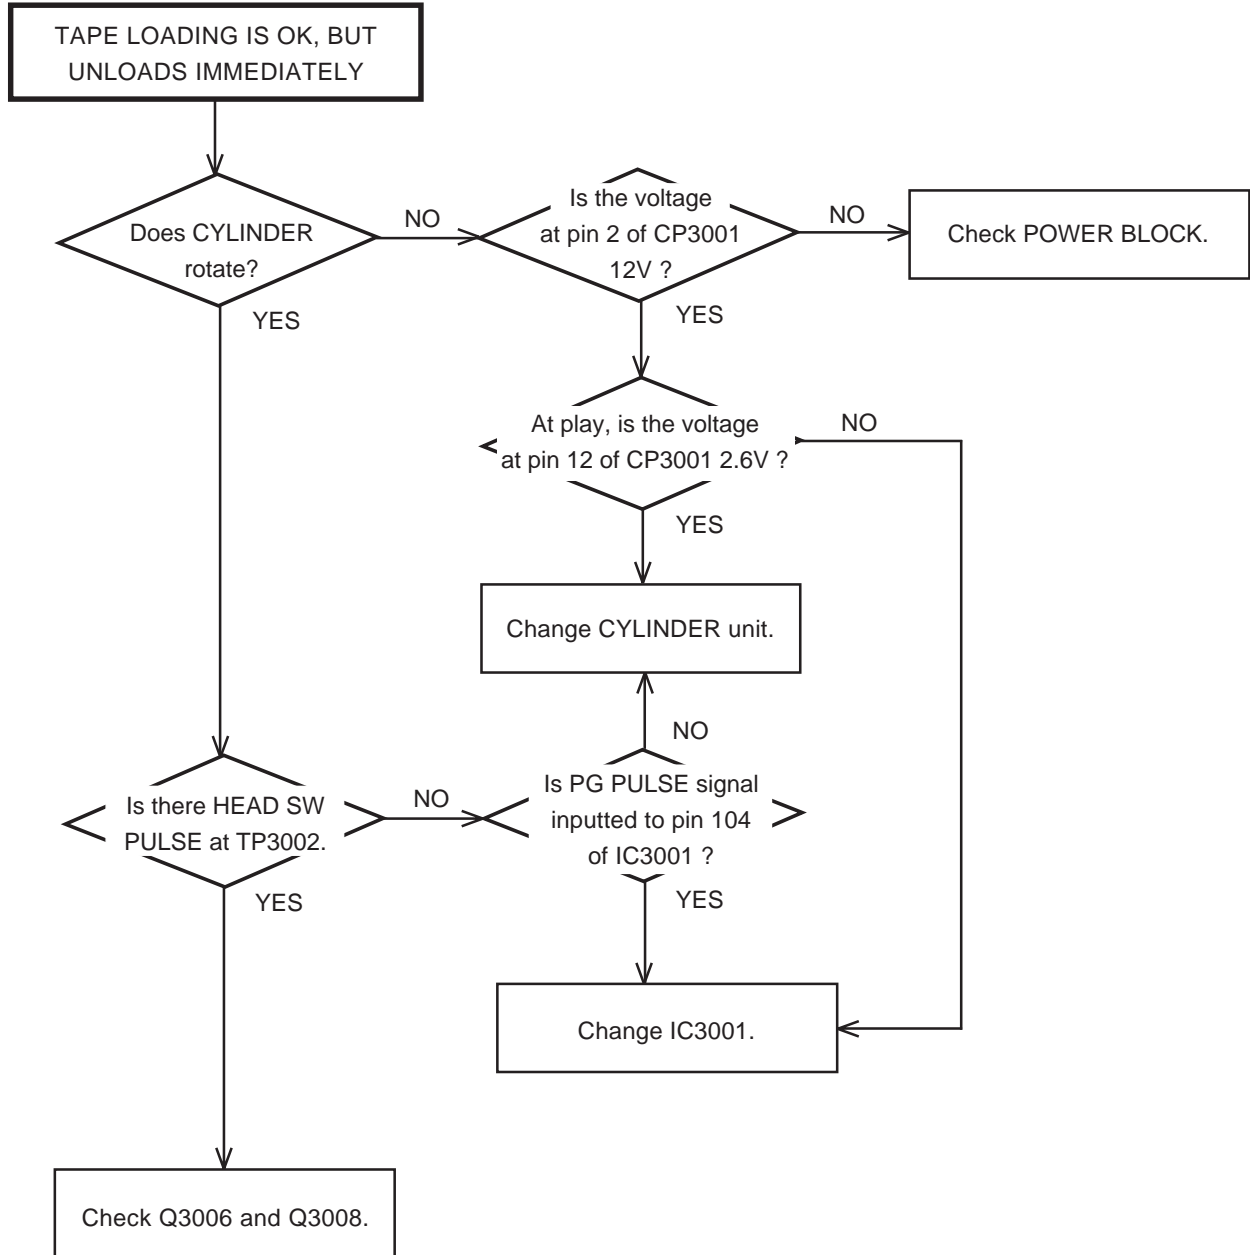 TAPE LOADING IS OK, BUT
UNLOADS IMMEDIATELY
Does CYLINDER
rotate?
NO
YES
Is the voltage
at pin 2 of CP3001
12V ?
NO
YES
Check POWER BLOCK.
At play, is the voltage
at pin 12 of CP3001 2.6V ?
NO
YES
Change CYLINDER unit.
NO
Is there HEAD SW
PULSE at TP3002.
NO
YES
Is PG PULSE signal
inputted to pin 104
of IC3001 ?
YES
Change IC3001.
Check Q3006 and Q3008.